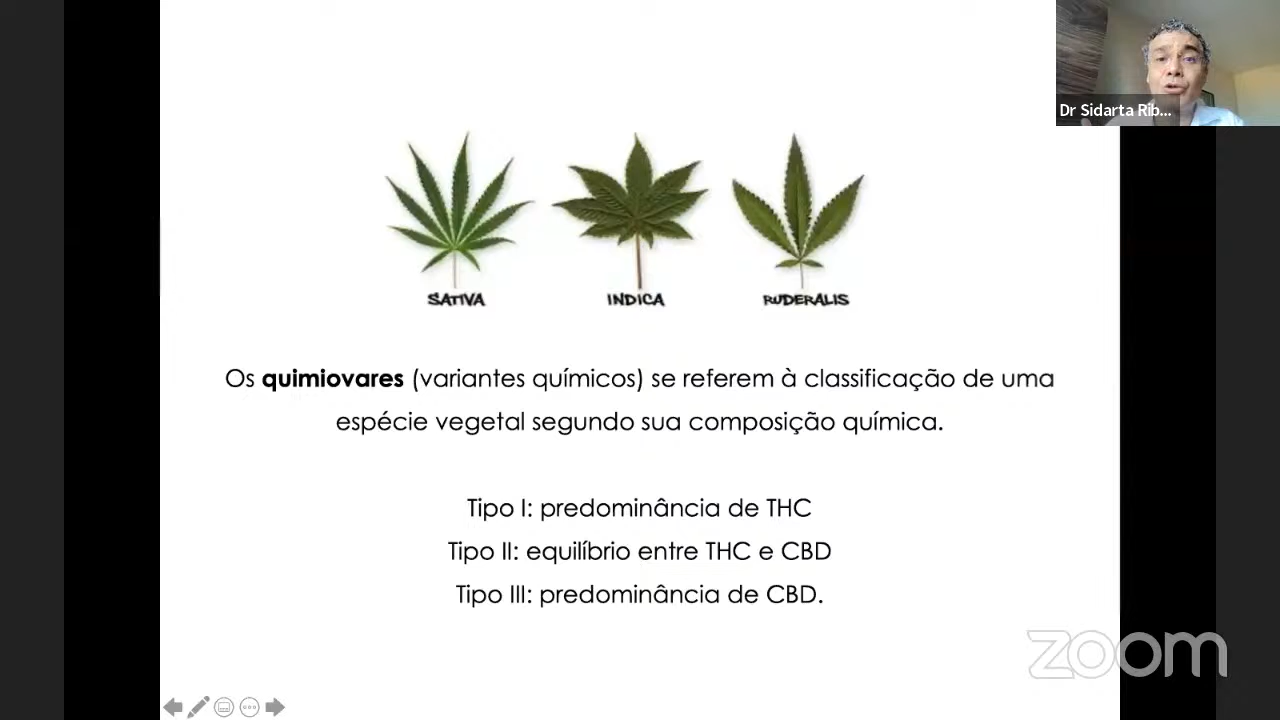 Dr Sidarta Rib...
SATIVA
INDICA
RUDERALIS
Os quimiovares (variantes químicos) se referem à classificação de uma
espécie vegetal segundo sua composição química.
Tipo I: predominância de THC
Tipo II: equilíbrio entre THC e CBD
Tipo III: predominância de CBD.
zoom